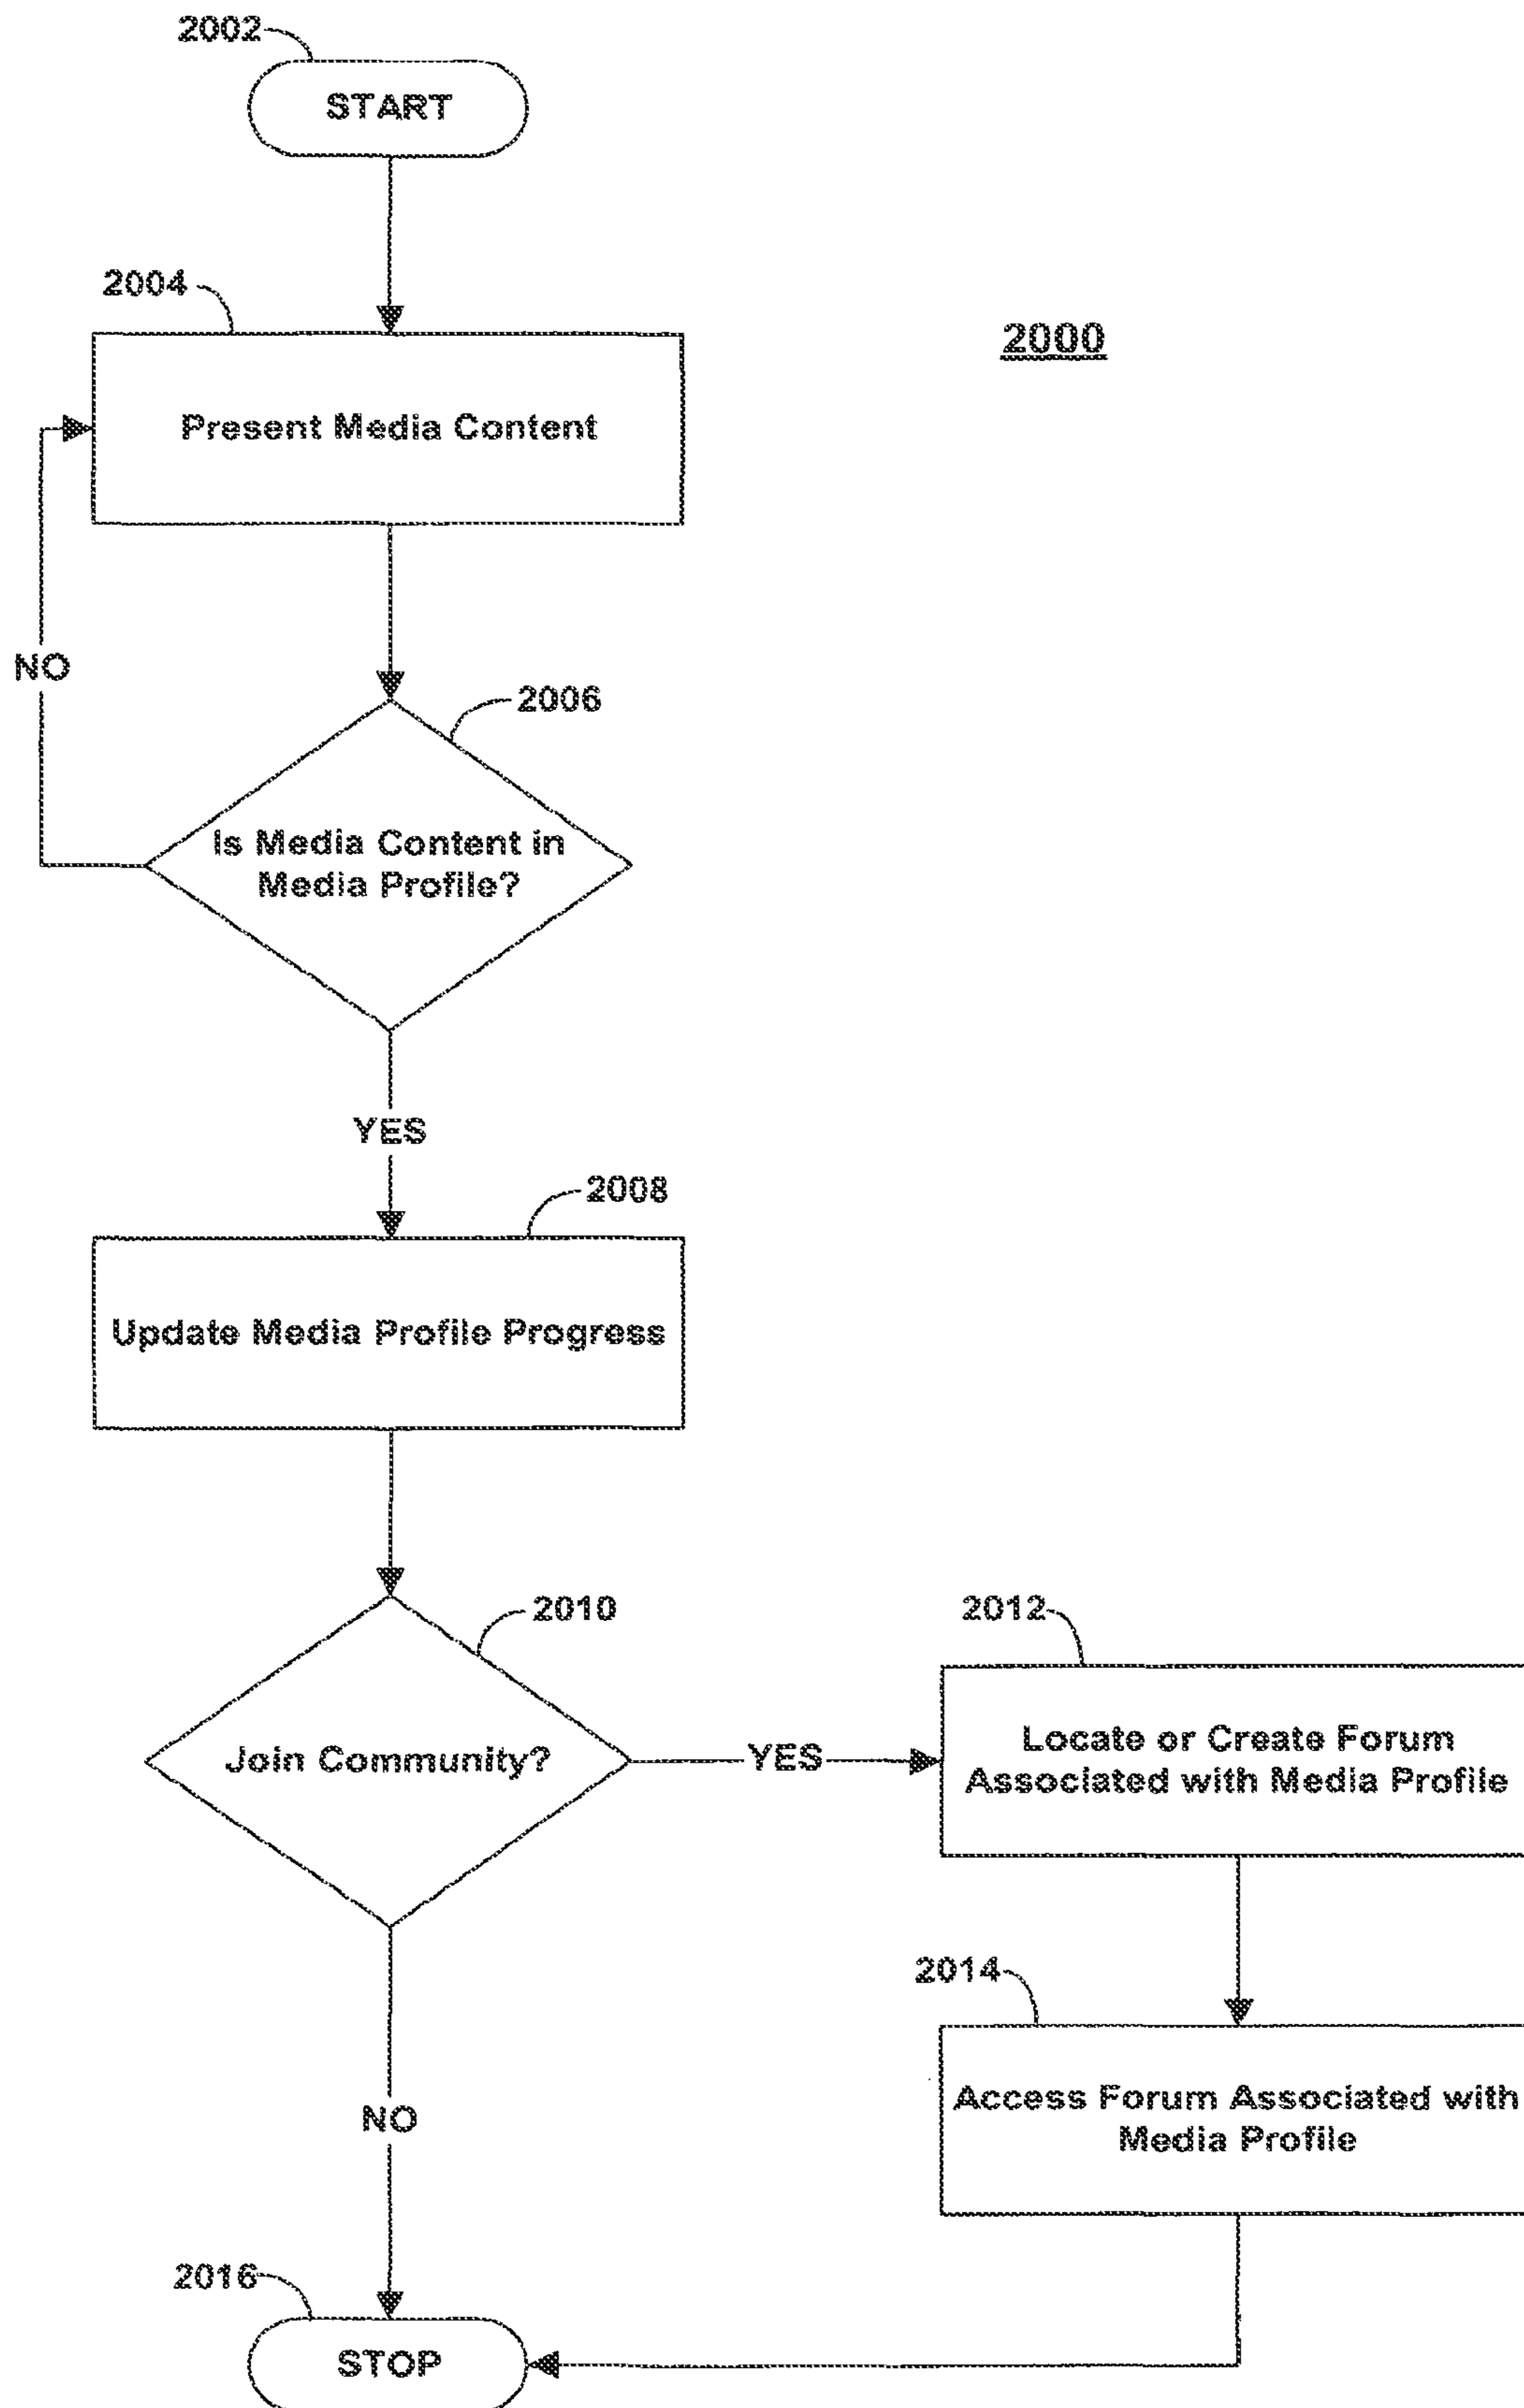 2002
START
2004
2000
Present Media Content
NO
2006
Is Media Content in
Media Profile?
YES
2008
Update Media Profile Progress
2010
2012
Join Community?
YES
Locate or Create Forum
Associated with Media Profile
2014
Access Forum Associated with
Media Profile
NO
2016
STOP